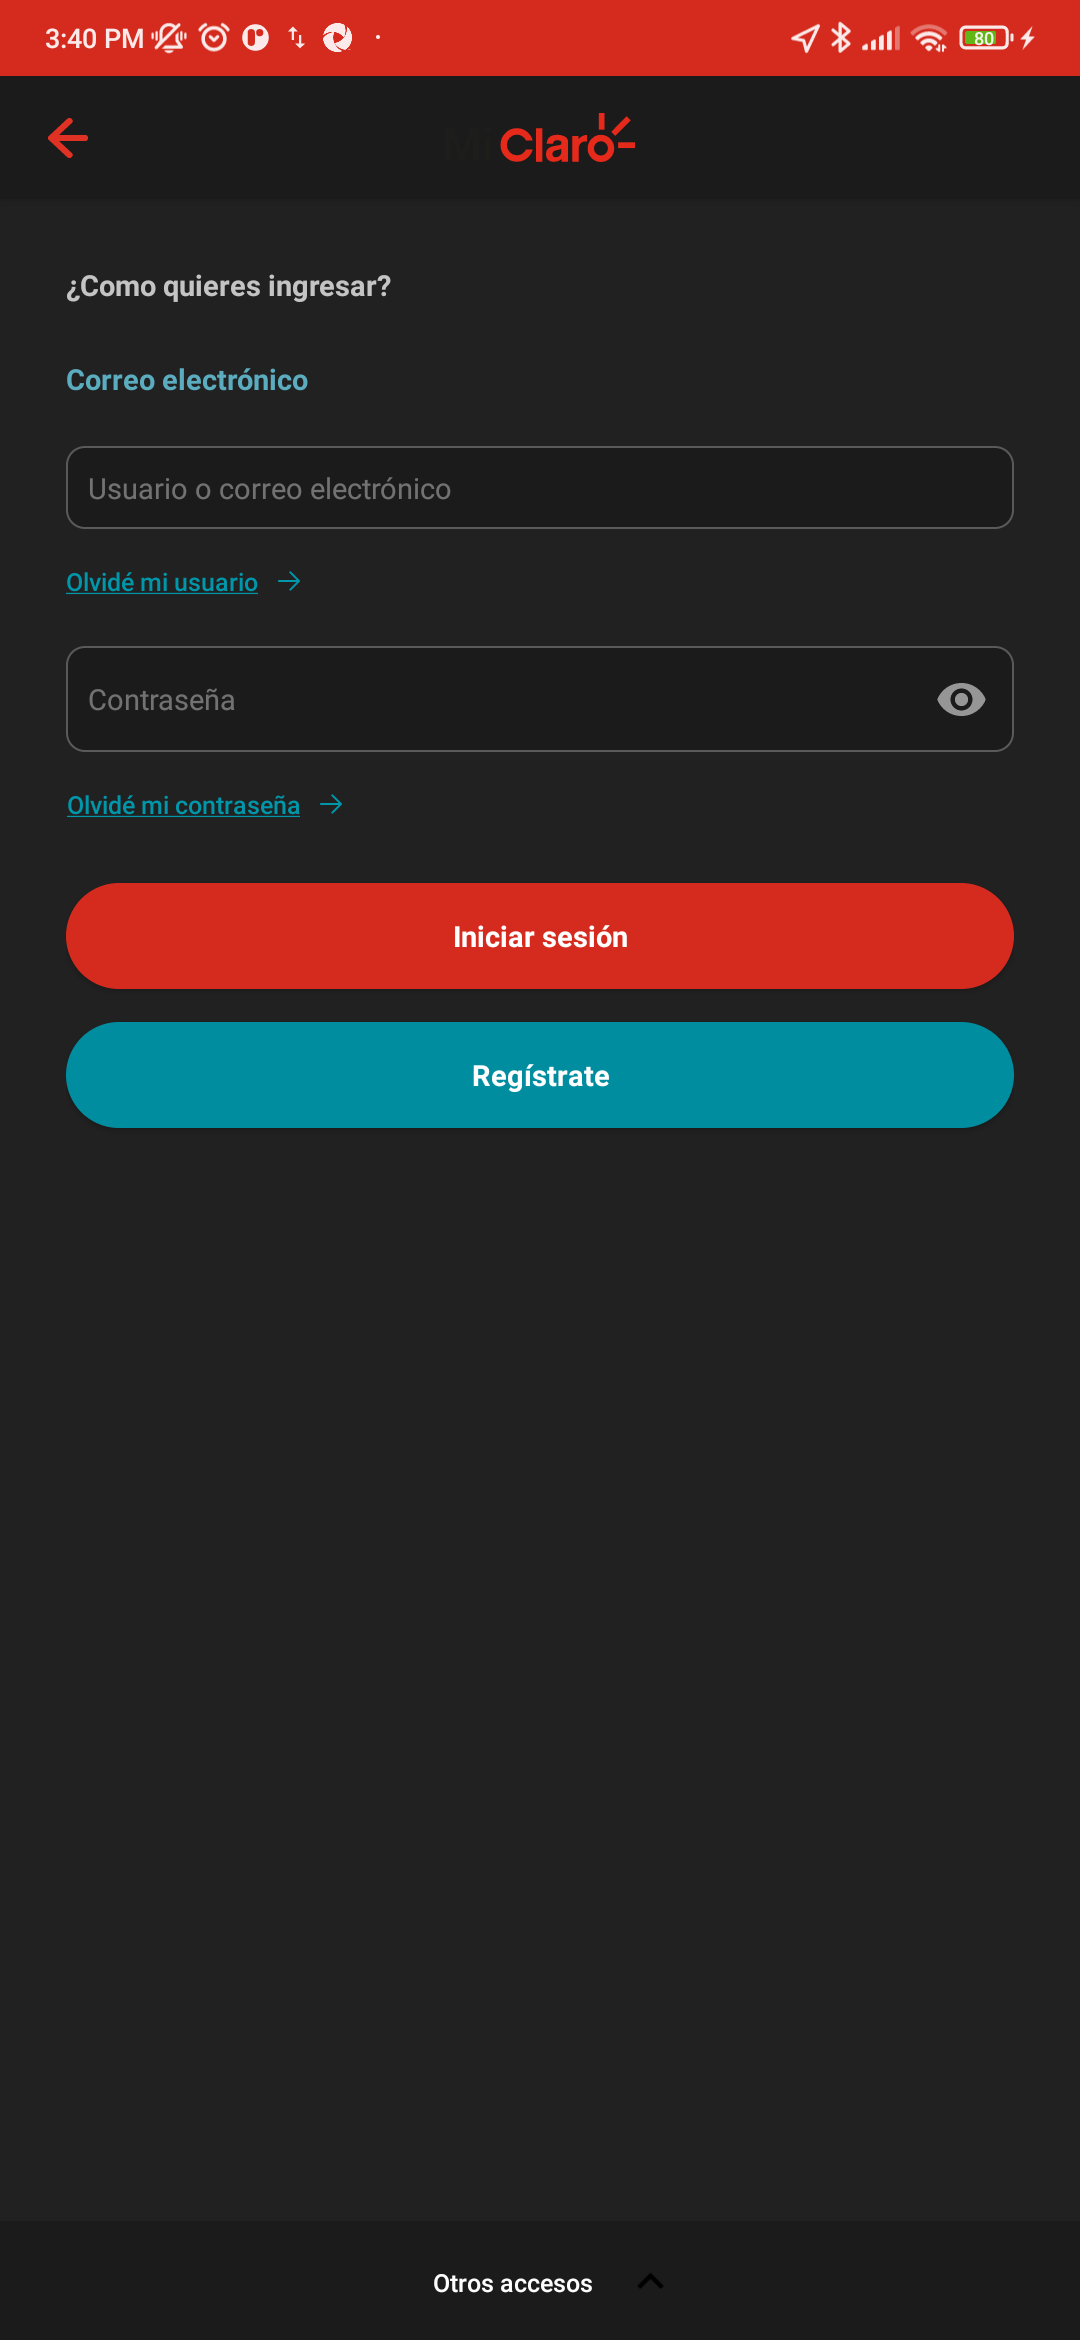 3:40 PM
80
Mi Claro
¿Como quieres ingresar?
Correo electrónico
Usuario o correo electrónico
Olvidé mi usuario
Contraseña
Olvidé mi contraseña
Iniciar sesión
Regístrate
Otros accesos